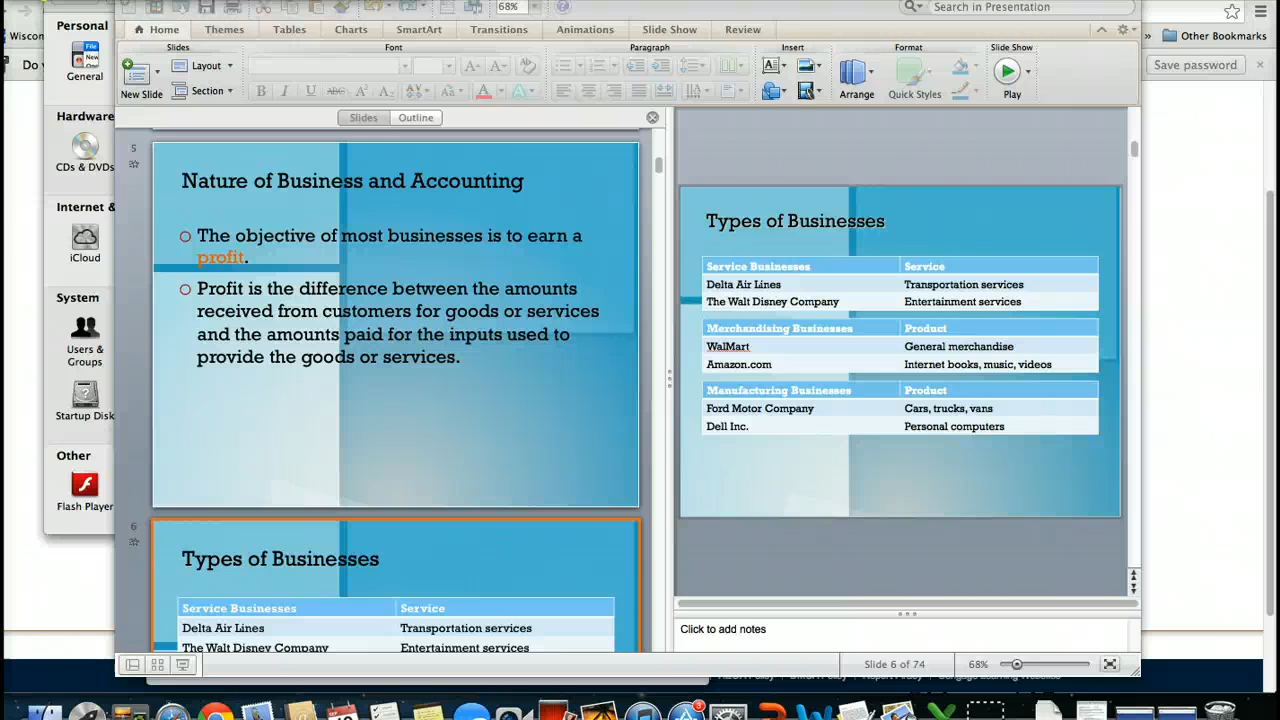 68%
Search in Presentation
Personal
General
Hardware
CDs & DVDs
Internet &
iCloud
System
Users &
Groups
Startup Disk
Other
Flash Player
Home Themes Tables Charts SmartArt Transitions Animations Slide Show Review
Slides Font Paragraph Insert Format Slide Show
New Slide
Layout
Section
B I U ABC A A Aa A A
Arrange
Quick Styles
Play
Other Bookmarks
Save password
Slides Outline
5
Nature of Business and Accounting
The objective of most businesses is to earn a
profit.
Profit is the difference between the amounts
received from customers for goods or services
and the amounts paid for the inputs used to
provide the goods or services.
6
Types of Businesses
Service Businesses Service
Delta Air Lines Transportation services
The Walt Disney Company Entertainment services
Types of Businesses
Service Businesses Service
Delta Air Lines Transportation services
The Walt Disney Company Entertainment services
Merchandising Businesses Product
WalMart General merchandise
Amazon.com Internet books, music, videos
Manufacturing Businesses Product
Ford Motor Company Cars, trucks, vans
Dell Inc. Personal computers
Click to add notes
Slide 6 of 74 68%